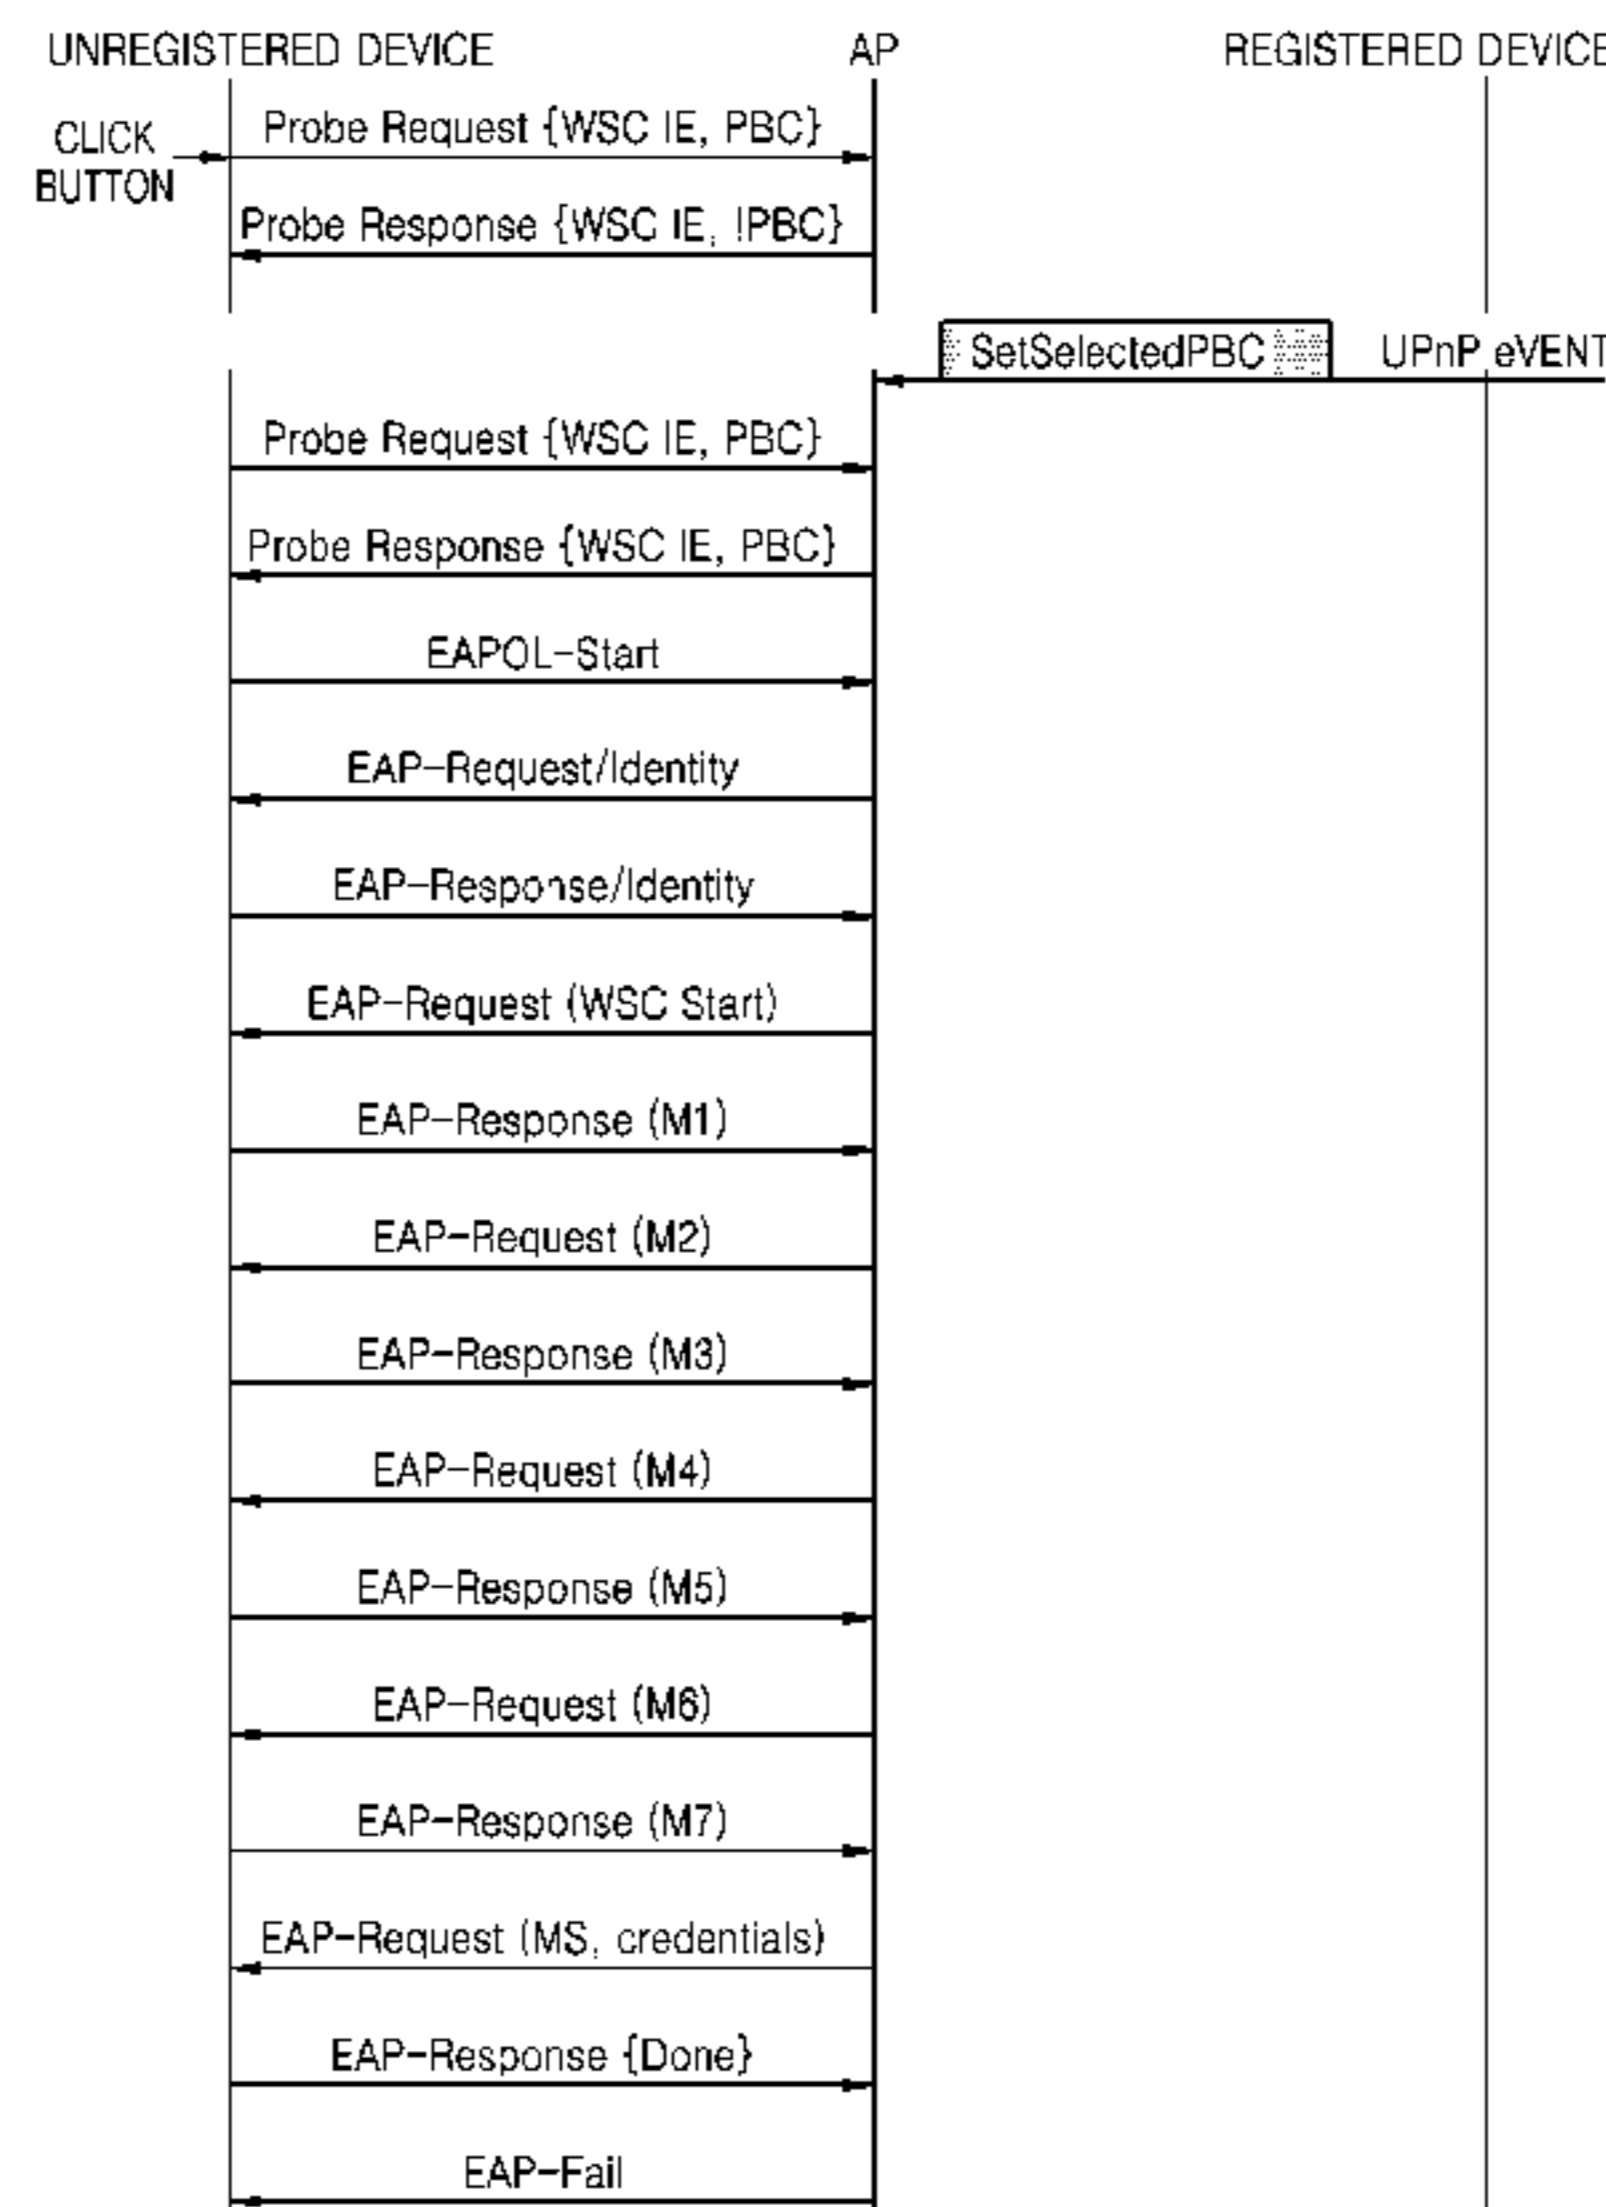 UNREGISTERED DEVICE AP REGISTERED DEVICE
CLICK
BUTTON
Probe Request {WSC IE, PBC}
Probe Response {WSC IE, !PBC}
SetSelectedPBC UPnP eVENT
Probe Request {WSC IE, PBC}
Probe Response {WSC IE, PBC}
EAPOL-Start
EAP-Request/Identity
EAP-Response/Identity
EAP-Request (WSC Start)
EAP-Response (M1)
EAP-Request (M2)
EAP-Response (M3)
EAP-Request (M4)
EAP-Response (M5)
EAP-Request (M6)
EAP-Response (M7)
EAP-Request (MS, credentials)
EAP-Response {Done}
EAP-Fail